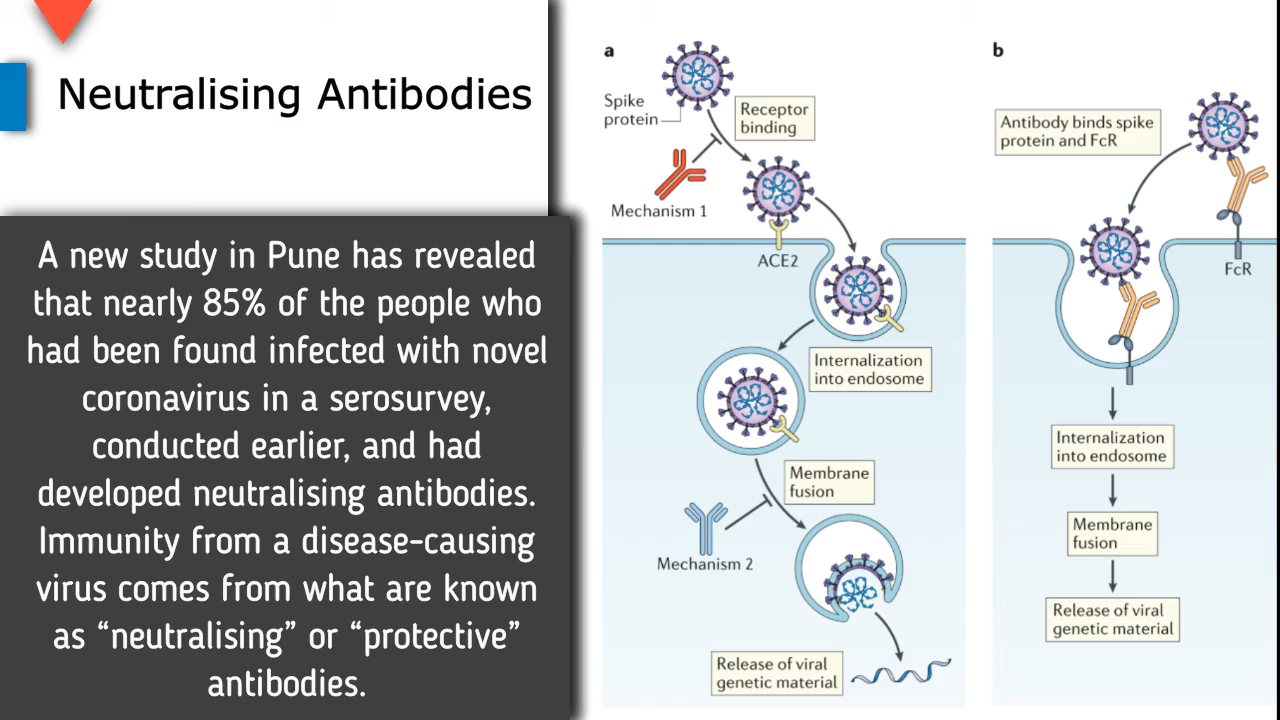 Neutralising Antibodies
A new study in Pune has revealed
that nearly 85% of the people who
had been found infected with novel
coronavirus in a serosurvey,
conducted earlier, and had
developed neutralising antibodies.
Immunity from a disease-causing
virus comes from what are known
as “neutralising” or “protective”
antibodies.
a
Spike
protein
Receptor
binding
Mechanism 1
ACE2
Internalization
into endosome
Membrane
fusion
Mechanism 2
Release of viral
genetic material
b
Antibody binds spike
protein and FcR
FcR
Internalization
into endosome
Membrane
fusion
Release of viral
genetic material